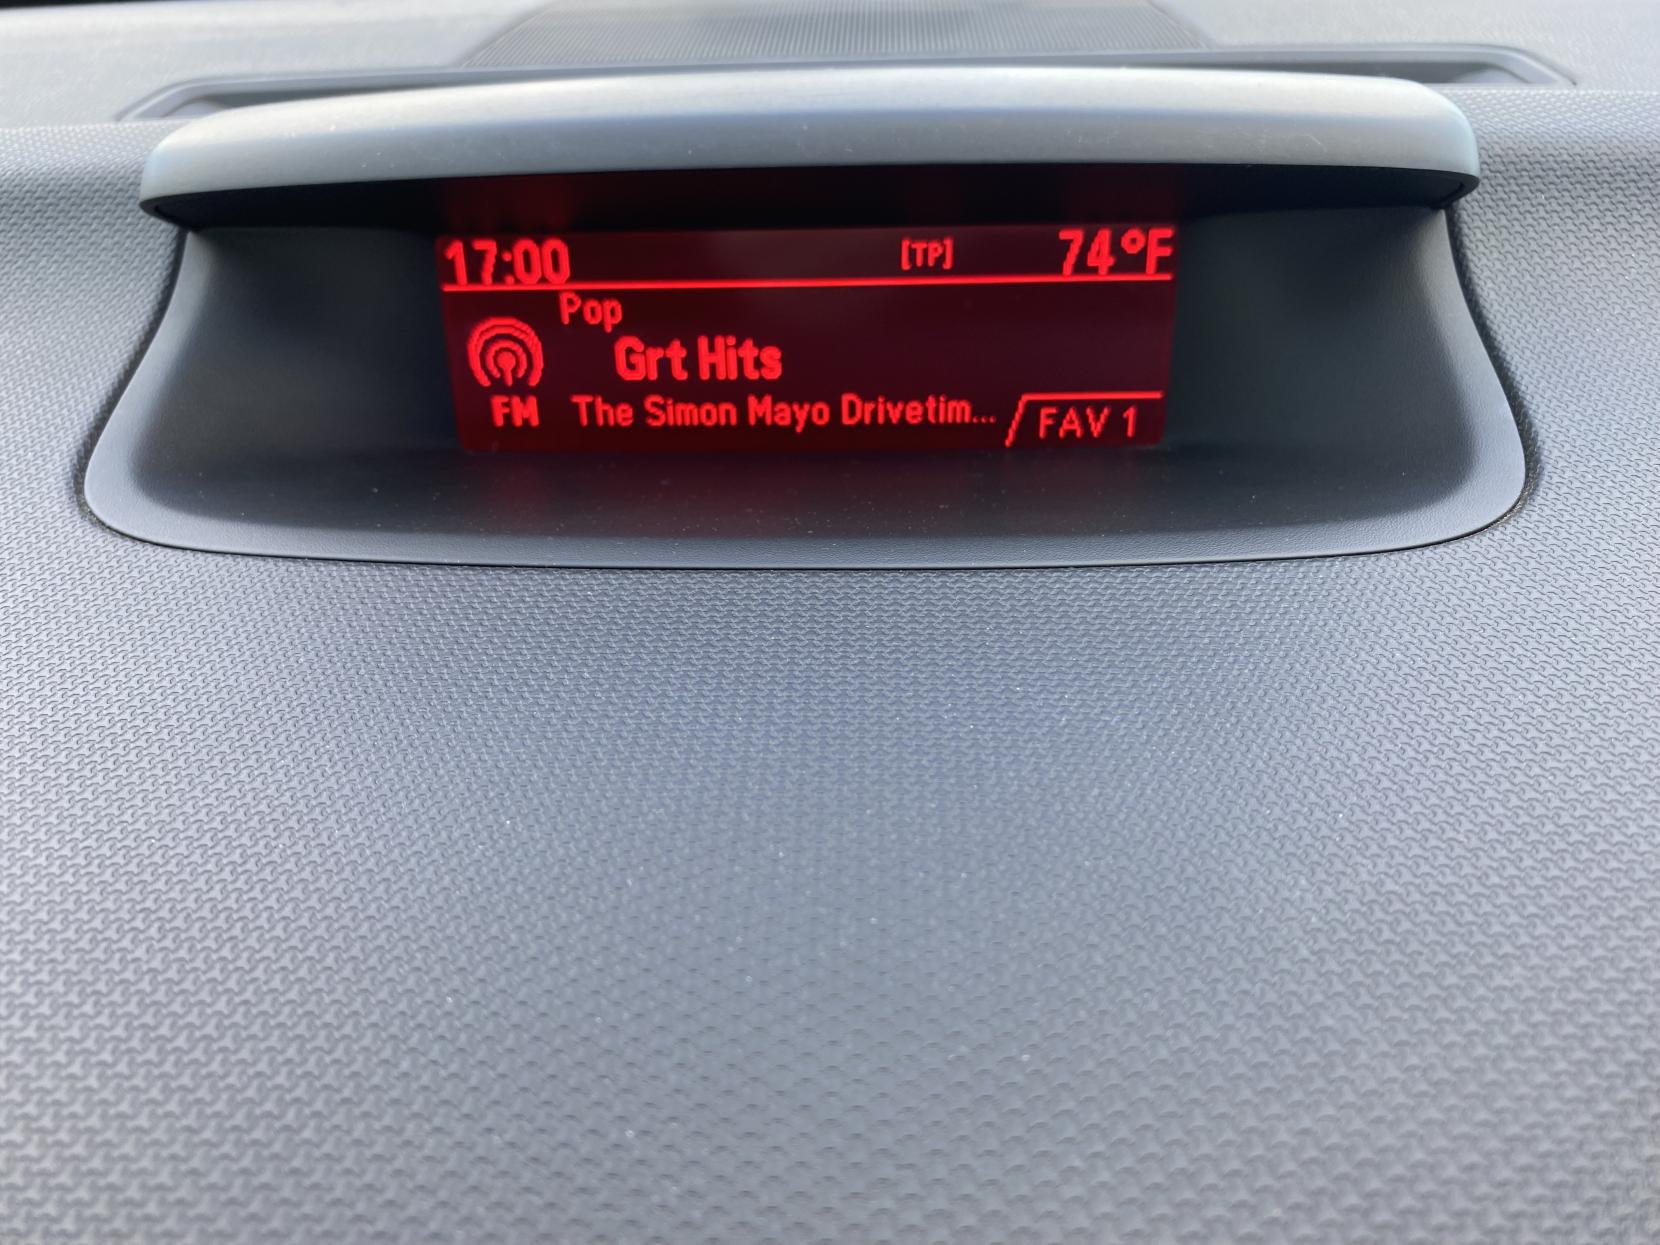 17:00 [TP] 74°F
Pop
Grt Hits
FM The Simon Mayo Drivetim...
FAV 1